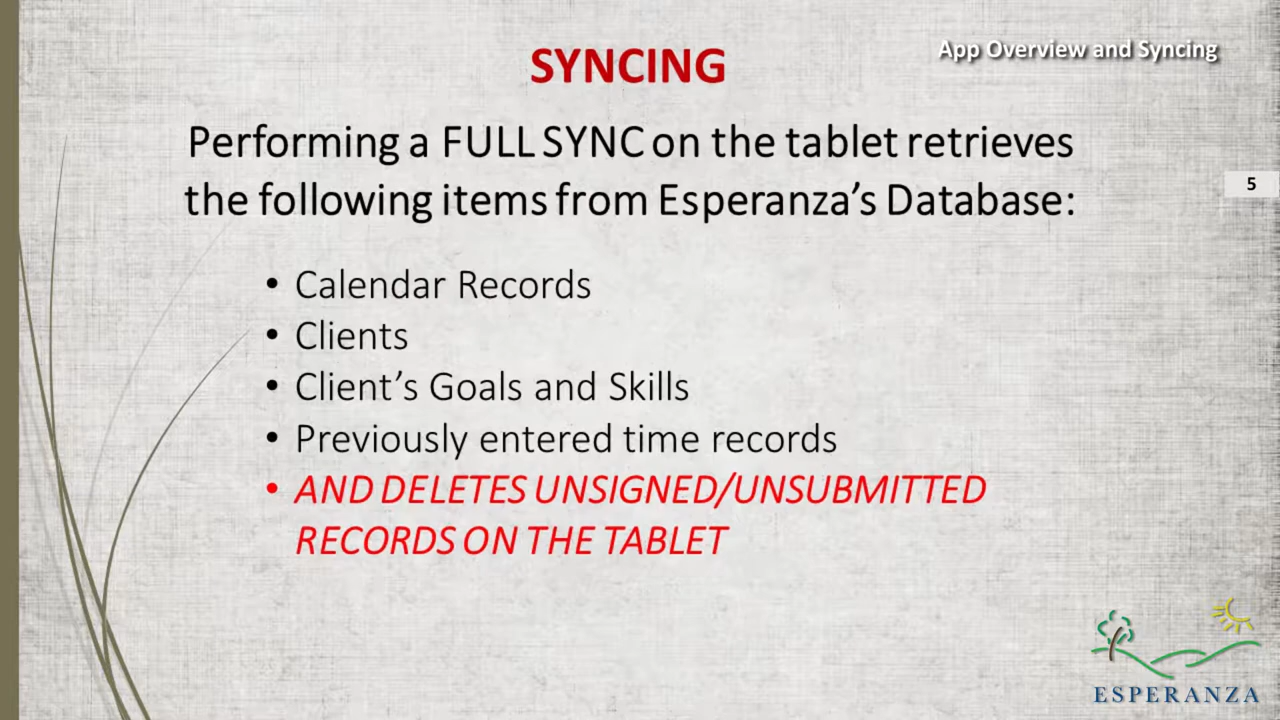 SYNCING
App Overview and Syncing
Performing a FULL SYNC on the tablet retrieves
the following items from Esperanza's Database:
5
• Calendar Records
• Clients
• Client's Goals and Skills
• Previously entered time records
• AND DELETES UNSIGNED/UNSUBMITTED
RECORDS ON THE TABLET
ESPERANZA